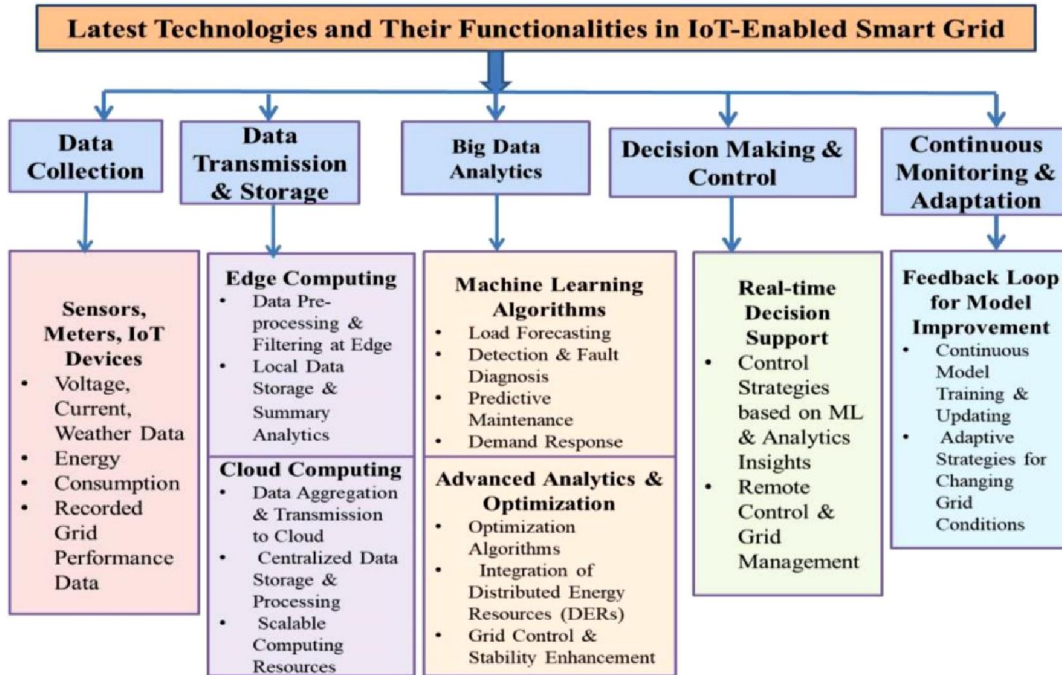 Latest Technologies and Their Functionalities in IoT-Enabled Smart Grid
Data
Collection
Data
Transmission
& Storage
Big Data
Analytics
Decision Making &
Control
Continuous
Monitoring &
Adaptation
Sensors,
Meters, IoT
Devices
• Voltage,
Current,
Weather Data
• Energy
• Consumption
• Recorded
Grid
Performance
Data
Edge Computing
• Data Pre-
processing &
Filtering at Edge
• Local Data
Storage &
Summary
Analytics
Cloud Computing
• Data Aggregation
& Transmission
to Cloud
• Centralized Data
Storage &
Processing
• Scalable
Computing
Resources
Machine Learning
Algorithms
• Load Forecasting
• Detection & Fault
Diagnosis
• Predictive
Maintenance
• Demand Response
Advanced Analytics &
Optimization
• Optimization
Algorithms
• Integration of
Distributed Energy
Resources (DERs)
• Grid Control &
Stability Enhancement
Real-time
Decision
Support
• Control
Strategies
based on ML
& Analytics
Insights
• Remote
Control &
Grid
Management
Feedback Loop
for Model
Improvement
• Continuous
Model
Training &
Updating
• Adaptive
Strategies for
Changing
Grid
Conditions